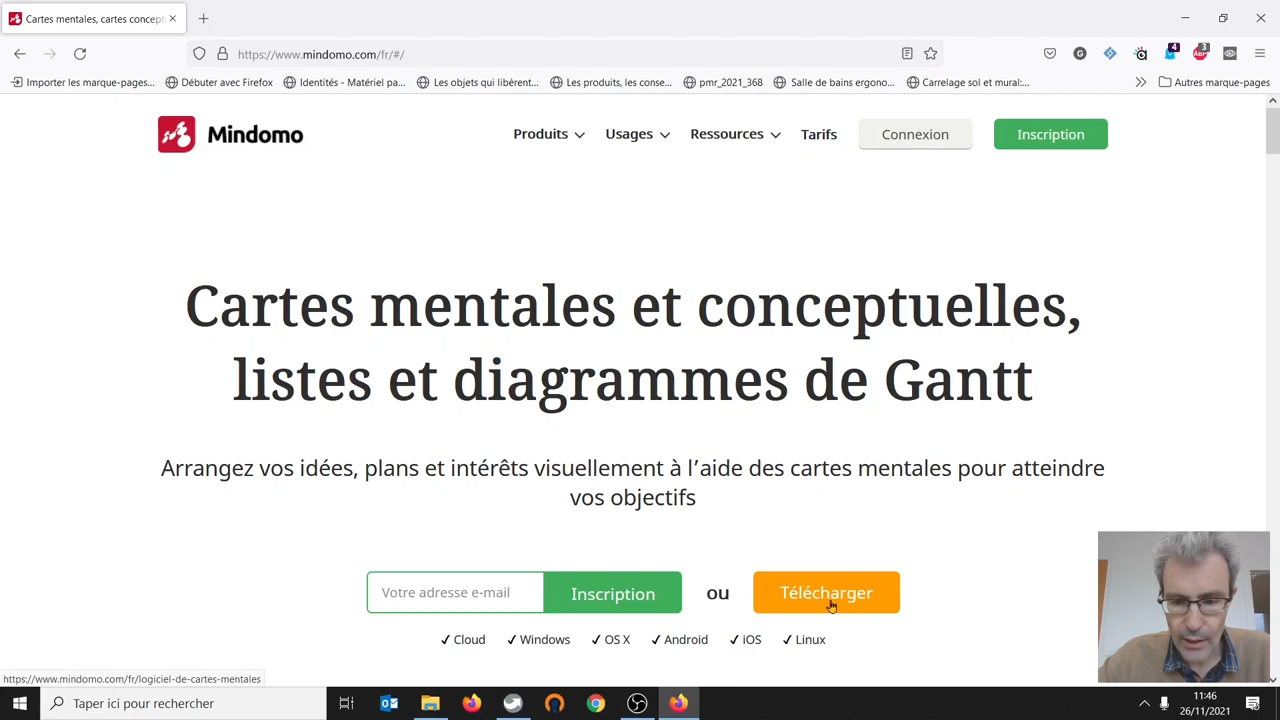 Cartes mentales, cartes concept
https://www.mindomo.com/fr/#/
4
3
Importer les marque-pages...
Débuter avec Firefox
Identités - Matériel pa...
Les objets qui libèrent...
Les produits, les conse...
pmr_2021_368
Salle de bains ergono...
Carrelage sol et mural:...
Autres marque-pages
Mindomo
Produits
Usages
Ressources
Tarifs
Connexion
Inscription
Cartes mentales et conceptuelles,
listes et diagrammes de Gantt
Arrangez vos idées, plans et intérêts visuellement à l’aide des cartes mentales pour atteindre
vos objectifs
Votre adresse e-mail
Inscription
ou
Télécharger
✓ Cloud ✓ Windows ✓ OS X ✓ Android ✓ iOS ✓ Linux
https://www.mindomo.com/fr/logiciel-de-cartes-mentales
Taper ici pour rechercher
11:46
26/11/2021